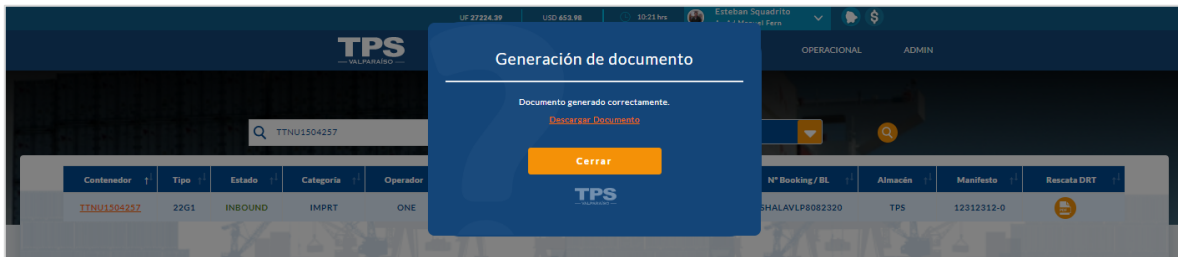 UF 27224.39 USD 653.98 10:21 hrs Esteban Squadrito
TPS
VALPARAÍSO
OPERACIONAL ADMIN
Generación de documento
Documento generado correctamente.
Descargar Documento
Cerrar
TPS
VALPARAÍSO
TTNU1504257
Contenedor Tipo Estado Categoría Operador N° Booking / BL Almacén Manifiesto Rescata DRT
TTNU1504257 22G1 INBOUND IMPRT ONE SHALAVLP8082320 TPS 12312312-0